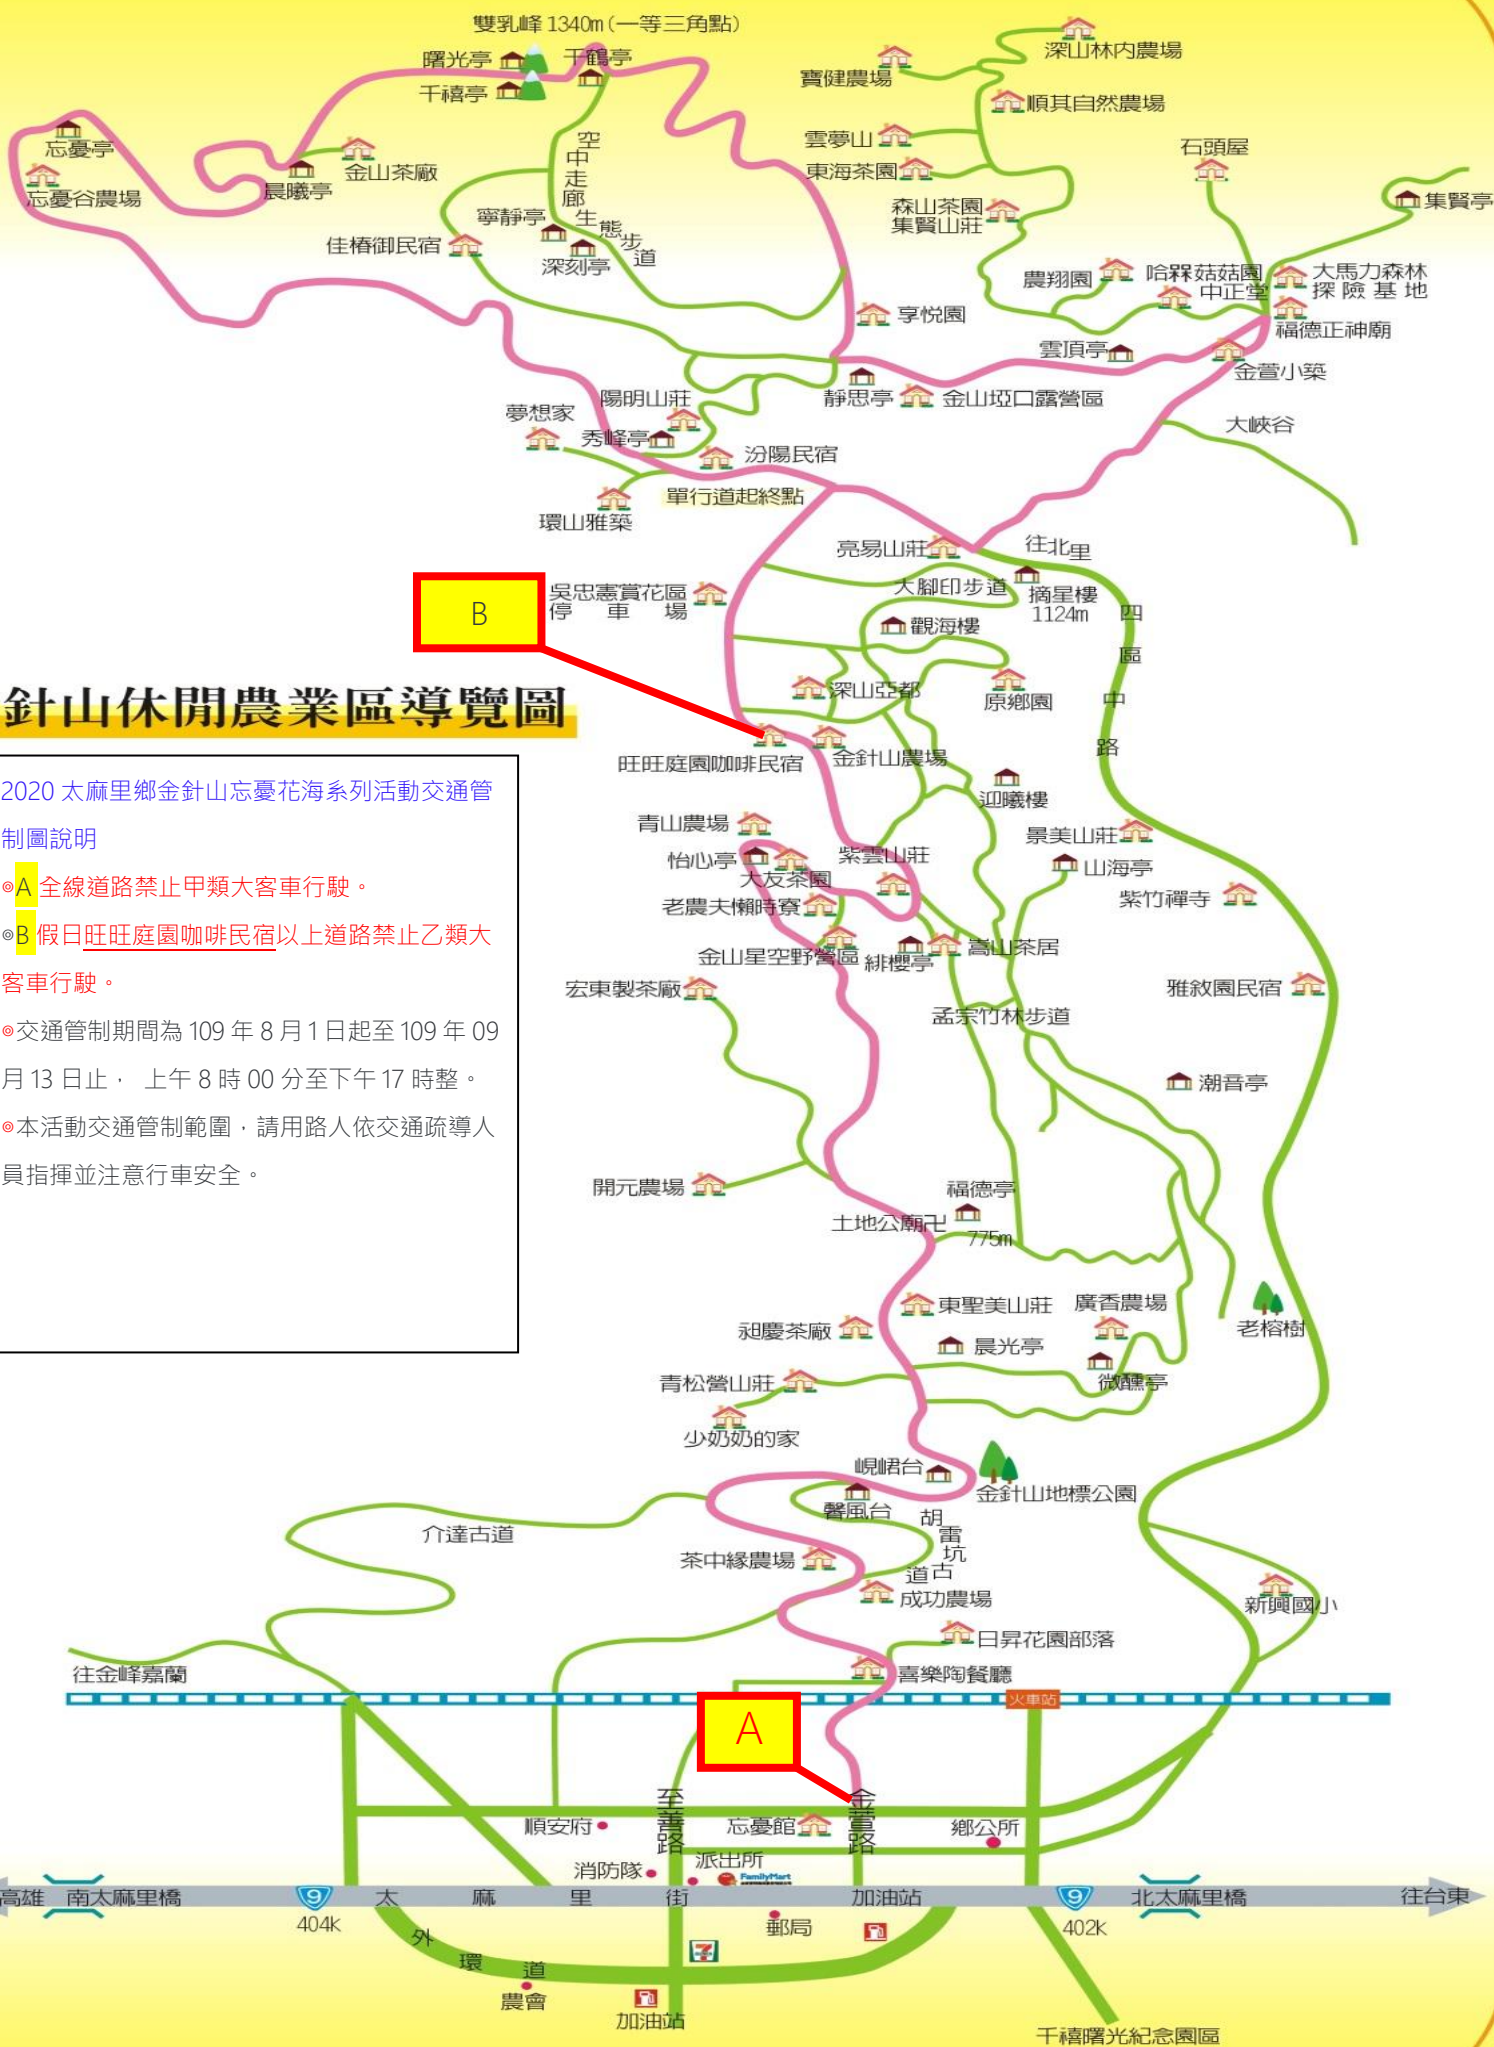 雙乳峰 1340m(一等三角點)
曙光亭
千鶴亭
千禧亭
寶健農場
深山林內農場
順其自然農場
忘憂亭
忘憂谷農場
晨曦亭
金山茶廠
空中走廊生態步道
雲夢山
東海茶園
石頭屋
集賢亭
森山茶園
集賢山莊
佳椿御民宿
寧靜亭
深刻亭
農翔園
哈粿菇菇園
中正堂
大馬力森林
探險基地
福德正神廟
享悅園
雲頂亭
金萱小築
靜思亭
金山埡口露營區
陽明山莊
夢想家
秀峰亭
汾陽民宿
大峽谷
單行道起終點
環山雅築
亮易山莊
往北里
吳忠憲賞花區
停車場
大腳印步道
摘星樓
1124m
四區中路
B
觀海樓
深山亞都
原鄉園
針山休閒農業區導覽圖
旺旺庭園咖啡民宿
金針山農場
迎曦樓
2020 太麻里鄉金針山忘憂花海系列活動交通管
制圖說明
◎A 全線道路禁止甲類大客車行駛。
◎B 假日旺旺庭園咖啡民宿以上道路禁止乙類大
客車行駛。
◎交通管制期間為 109 年 8 月 1 日起至 109 年 09
月 13 日止， 上午 8 時 00 分至下午 17 時整。
◎本活動交通管制範圍，請用路人依交通疏導人
員指揮並注意行車安全。
青山農場
怡心亭
大友茶園
紫雲山莊
景美山莊
山海亭
紫竹禪寺
老農夫懶時寮
金山星空野營區
緋櫻亭
嵩山茶居
宏東製茶廠
雅敘園民宿
孟宗竹林步道
潮音亭
開元農場
福德亭
775m
土地公廟卍
東聖美山莊
廣香農場
老榕樹
昶慶茶廠
晨光亭
微醺亭
青松營山莊
少奶奶的家
峴峮台
金針山地標公園
馨風台
胡雷坑古道
介達古道
茶中緣農場
成功農場
新興國小
日昇花園部落
往金峰嘉蘭
喜樂陶餐廳
火車站
A
至善路
金萱路
順安府
忘憂館
鄉公所
消防隊
派出所
FamilyMart
高雄
南太麻里橋
9
太麻里街
加油站
9
北太麻里橋
往台東
404K
402K
外環道
郵局
7
農會
加油站
千禧曙光紀念園區